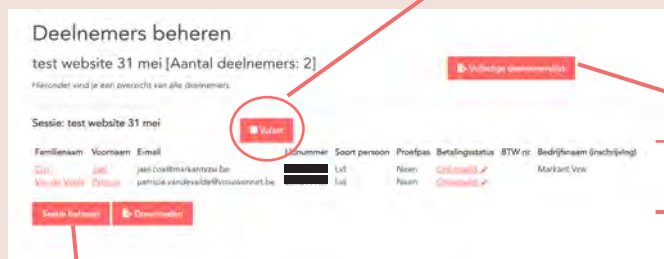 Deelnemers beheren
test website 31 mei [Aantal deelnemers: 2]
Volledige deelnemerslijst
Hieronder vind je een overzicht van alle deelnemers.
Sessie: test website 31 mei
Volzet
Familienaam Voornaam E-mail Lidnummer Soort persoon Proefpas Betalingsstatus BTW nr Bedrijfsnaam (inschrijving)
Cox Jael jael.cox@markantvzw.be Lid Neen Onbetaald Markant Vzw
Van de Velde Patricia patricia.vandevelde@vrouwennet.be Lid Neen Onbetaald
Sessie beheren Downloaden